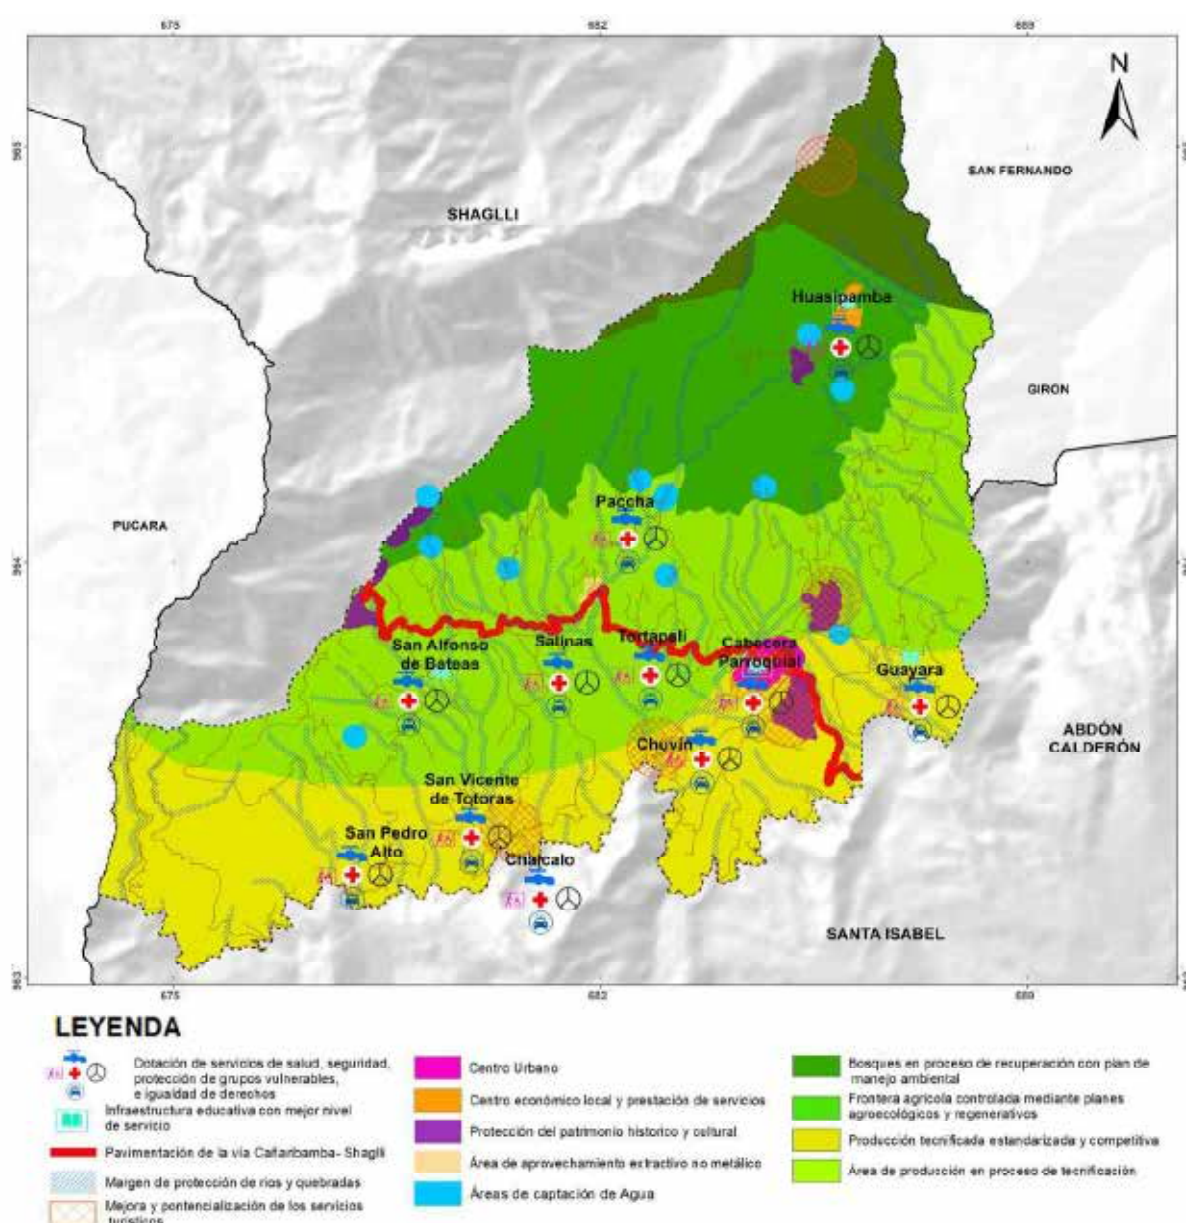 675
682
689
N
985
SAN FERNANDO
SHAGLLI
Huasipamba
GIRON
Paccha
PUCARA
984
San Alfonso
de Bateas
Salinas
Tortapali
Cabecera
Parroquial
Guayara
ABDÓN
CALDERÓN
Chuvin
San Vicente
de Totoras
San Pedro
Alto
Chalcalo
SANTA ISABEL
983
675
682
689
LEYENDA
Dotación de servicios de salud, seguridad,
protección de grupos vulnerables,
e igualdad de derechos
Infraestructura educativa con mejor nivel
de servicio
Pavimentación de la vía Cañaribamba- Shaglli
Margen de protección de rios y quebradas
Mejora y pontencialización de los servicios
turísticos
Centro Urbano
Centro económico local y prestación de servicios
Protección del patrimonio historico y cultural
Área de aprovechamiento extractivo no metálico
Áreas de captación de Agua
Bosques en proceso de recuperación con plan de
manejo ambiental
Frontera agrícola controlada mediante planes
agroecológicos y regenerativos
Producción tecnificada estandarizada y competitiva
Área de producción en proceso de tecnificación